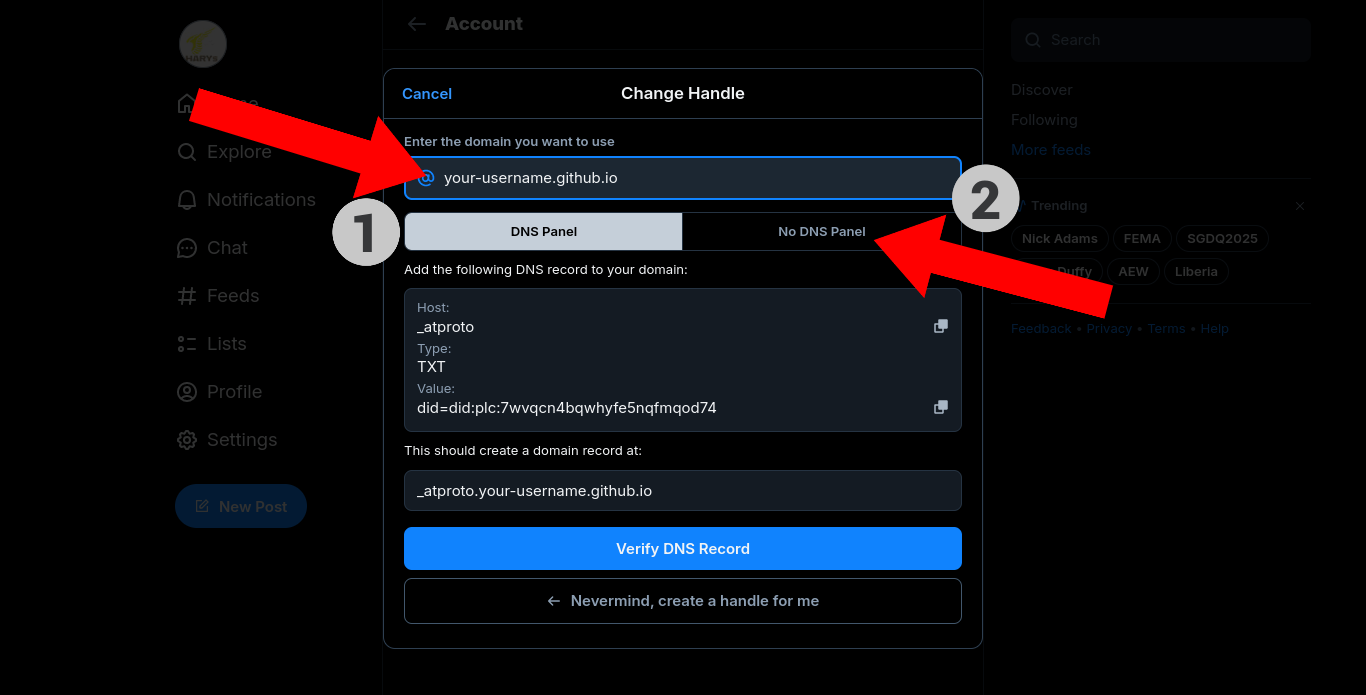 HARYS
Explore
Notifications
Chat
Feeds
Lists
Profile
Settings
New Post
Account
Cancel
Change Handle
Enter the domain you want to use
@ your-username.github.io
1
2
DNS Panel
No DNS Panel
Add the following DNS record to your domain:
Host:
_atproto
Type:
TXT
Value:
did=did:plc:7wvqcn4bqwhyfe5nqfmqod74
This should create a domain record at:
_atproto.your-username.github.io
Verify DNS Record
← Nevermind, create a handle for me
Search
Discover
Following
More feeds
Trending
Nick Adams FEMA SGDQ2025
Duffy AEW Liberia
Feedback • Privacy • Terms • Help